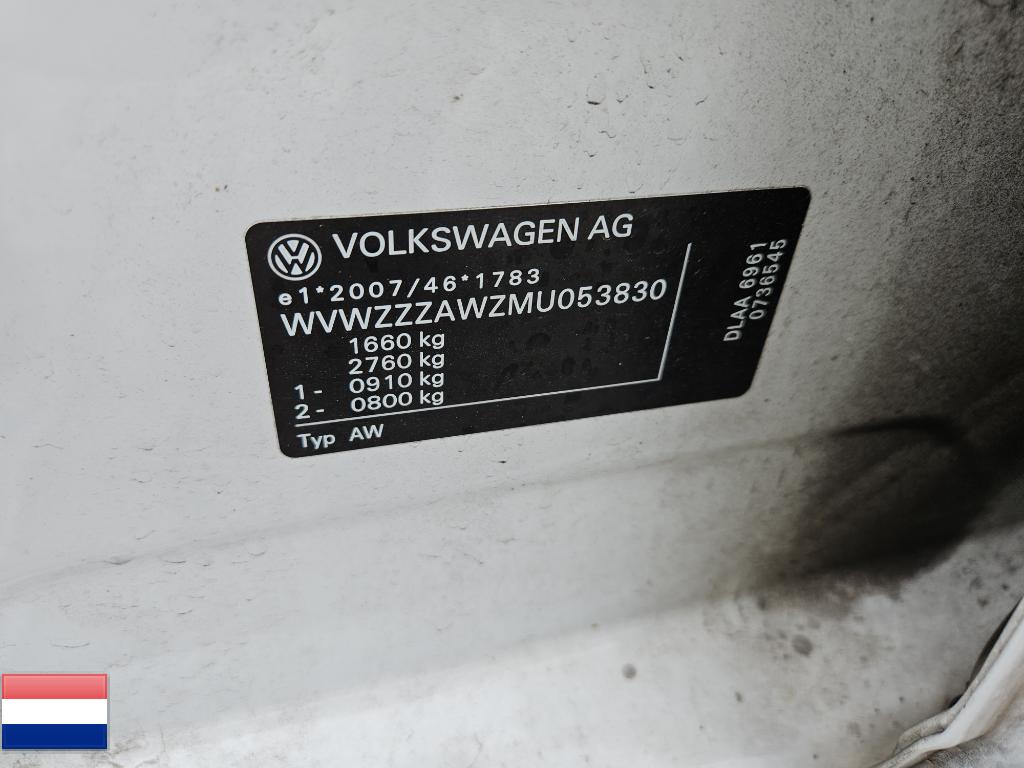 VOLKSWAGEN AG
e1*2007/46*1783
WVWZZZAWZMU053830
1660 kg
2760 kg
1 - 0910 kg
2 - 0800 kg
Typ AW
DLAA 6961
0736545